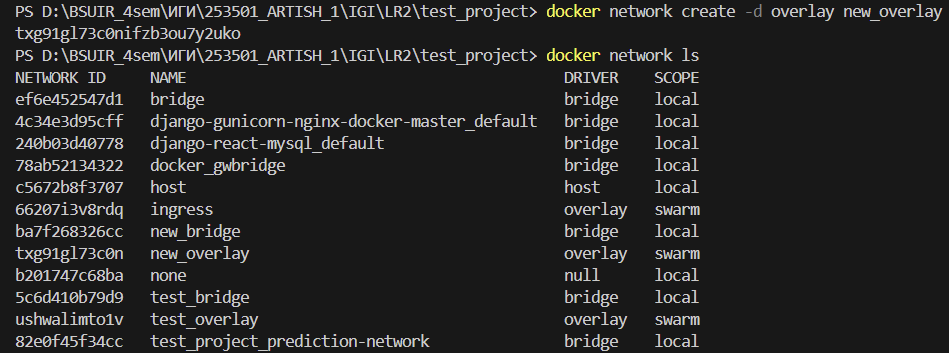 PS D:\BSUIR_4sem\ИГИ\253501_ARTISH_1\IGI\LR2\test_project> docker network create -d overlay new_overlay
txg91gl73c0nifzb3ou7y2uko
PS D:\BSUIR_4sem\ИГИ\253501_ARTISH_1\IGI\LR2\test_project> docker network ls
NETWORK ID     NAME                                        DRIVER    SCOPE
ef6e452547d1   bridge                                      bridge    local
4c34e3d95cff   django-gunicorn-nginx-docker-master_default   bridge    local
240b03d40778   django-react-mysql_default                  bridge    local
78ab52134322   docker_gwbridge                             bridge    local
c5672b8f3707   host                                        host      local
66207i3v8rdq   ingress                                     overlay   swarm
ba7f268326cc   new_bridge                                  bridge    local
txg91gl73c0n   new_overlay                                 overlay   swarm
b201747c68ba   none                                        null      local
5c6d410b79d9   test_bridge                                 bridge    local
ushwalimto1v   test_overlay                                overlay   swarm
82e0f45f34cc   test_project_prediction-network             bridge    local